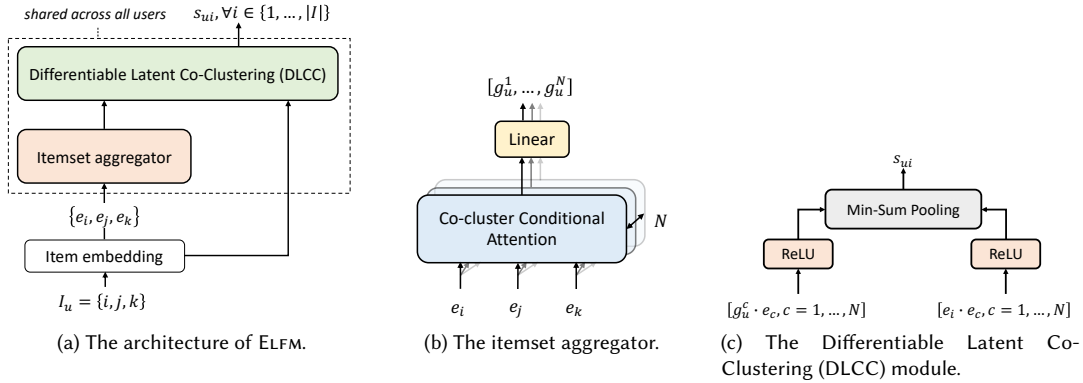 shared across all users
s_{ui}, ∀i ∈ {1, …, |I|}
Differentiable Latent Co-Clustering (DLCC)
Itemset aggregator
{e_i, e_j, e_k}
Item embedding
I_u = {i, j, k}
(a) The architecture of ELFM.
[g_u^1, …, g_u^N]
Linear
Co-cluster Conditional
Attention
N
e_i e_j e_k
(b) The itemset aggregator.
s_{ui}
Min-Sum Pooling
ReLU ReLU
[g_u^c · e_c, c = 1, …, N] [e_i · e_c, c = 1, …, N]
(c) The Differentiable Latent Co-
Clustering (DLCC) module.